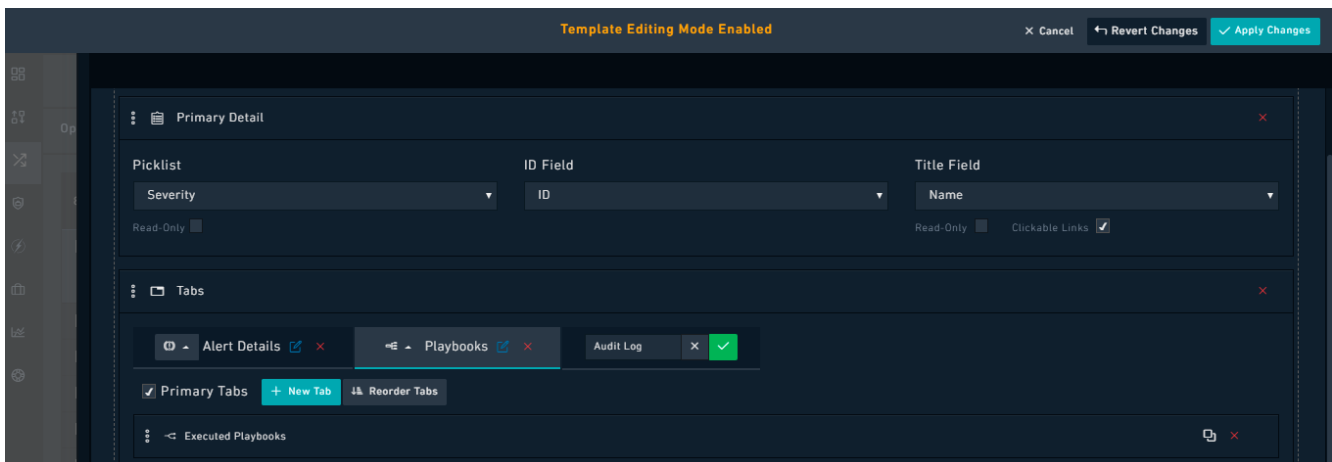 Template Editing Mode Enabled
Cancel
Revert Changes
Apply Changes
Op
Primary Detail
Picklist
ID Field
Title Field
Severity
ID
Name
Read-Only
Read-Only
Clickable Links
Tabs
Alert Details
Playbooks
Audit Log
Primary Tabs
+ New Tab
Reorder Tabs
Executed Playbooks